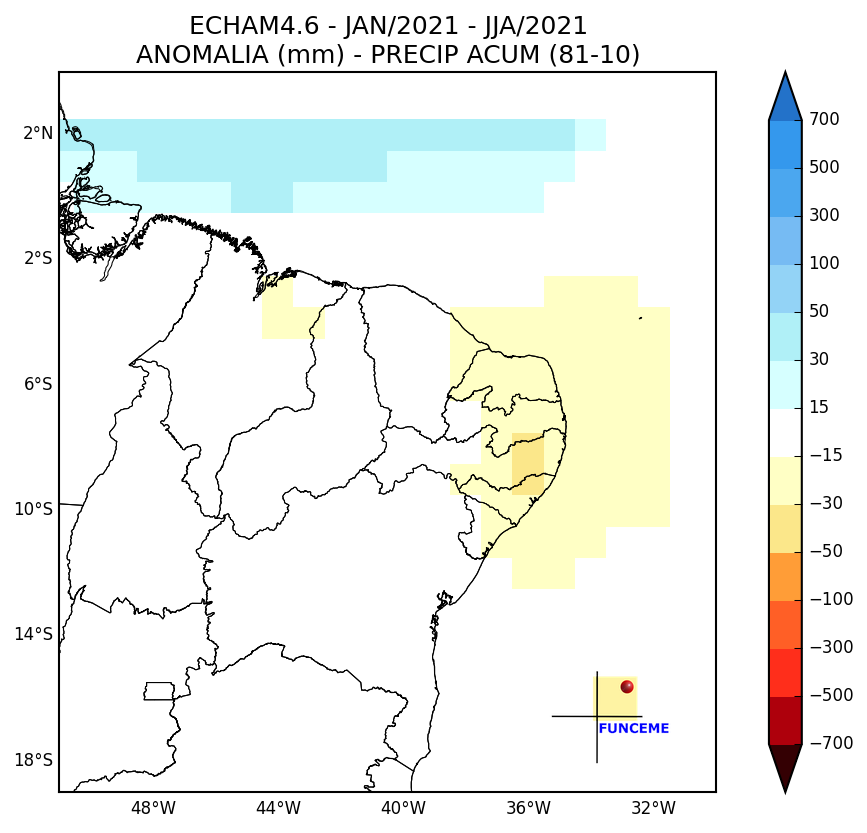 ECHAM4.6 - JAN/2021 - JJA/2021
ANOMALIA (mm) - PRECIP ACUM (81-10)
2°N
2°S
6°S
10°S
14°S
18°S
48°W 44°W 40°W 36°W 32°W
FUNCEME
700
500
300
100
50
30
15
−15
−30
−50
−100
−300
−500
−700